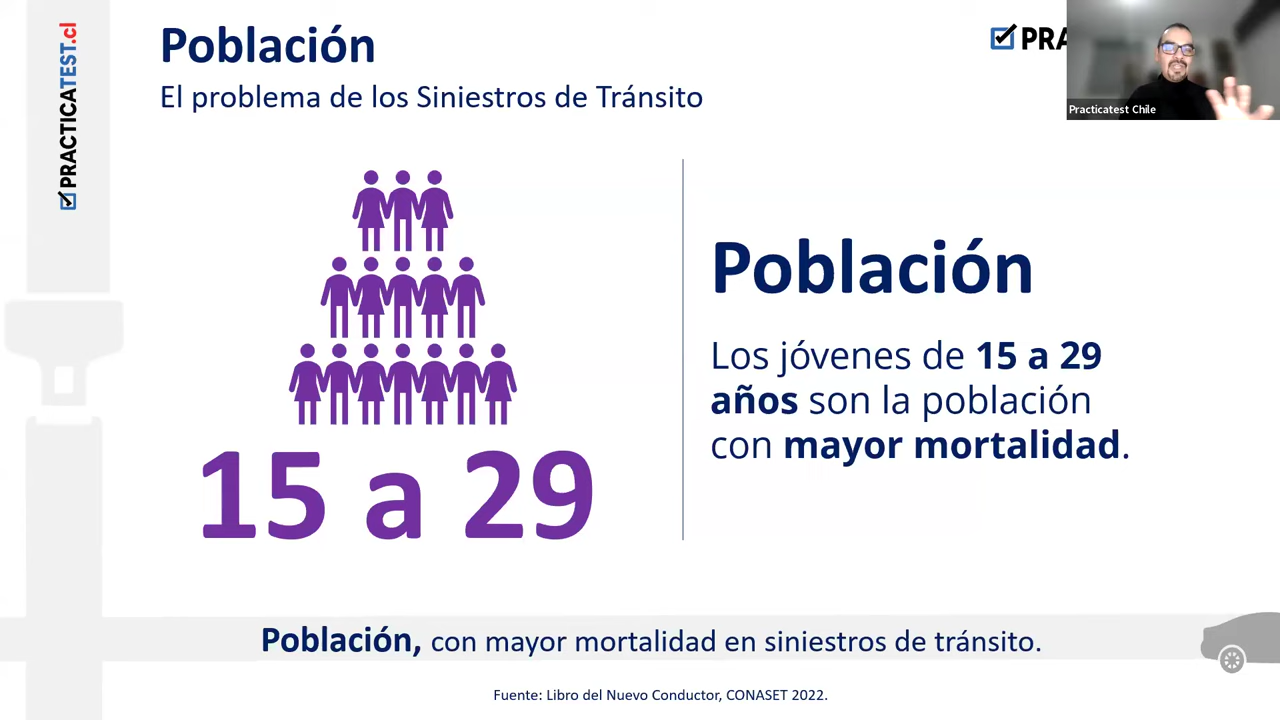 PRACTICATEST.cl
Población
El problema de los Siniestros de Tránsito
PRA
Practicatest Chile
15 a 29
Población
Los jóvenes de 15 a 29
años son la población
con mayor mortalidad.
Población, con mayor mortalidad en siniestros de tránsito.
Fuente: Libro del Nuevo Conductor, CONASET 2022.